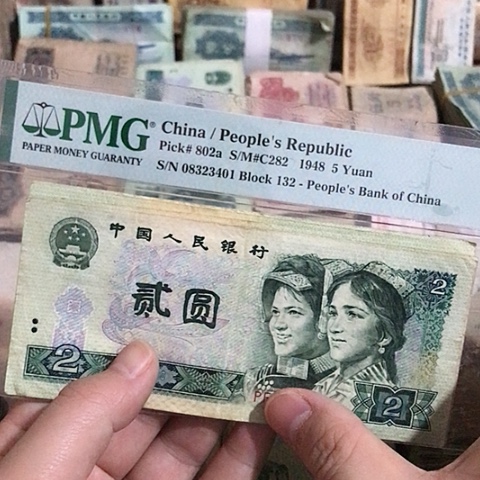 PMG®
PAPER MONEY GUARANTY
China / People's Republic
Pick# 802a S/M#C282 1948 5 Yuan
S/N 08323401 Block 132 - People's Bank of China
中国人民银行
贰圆
2
2
2